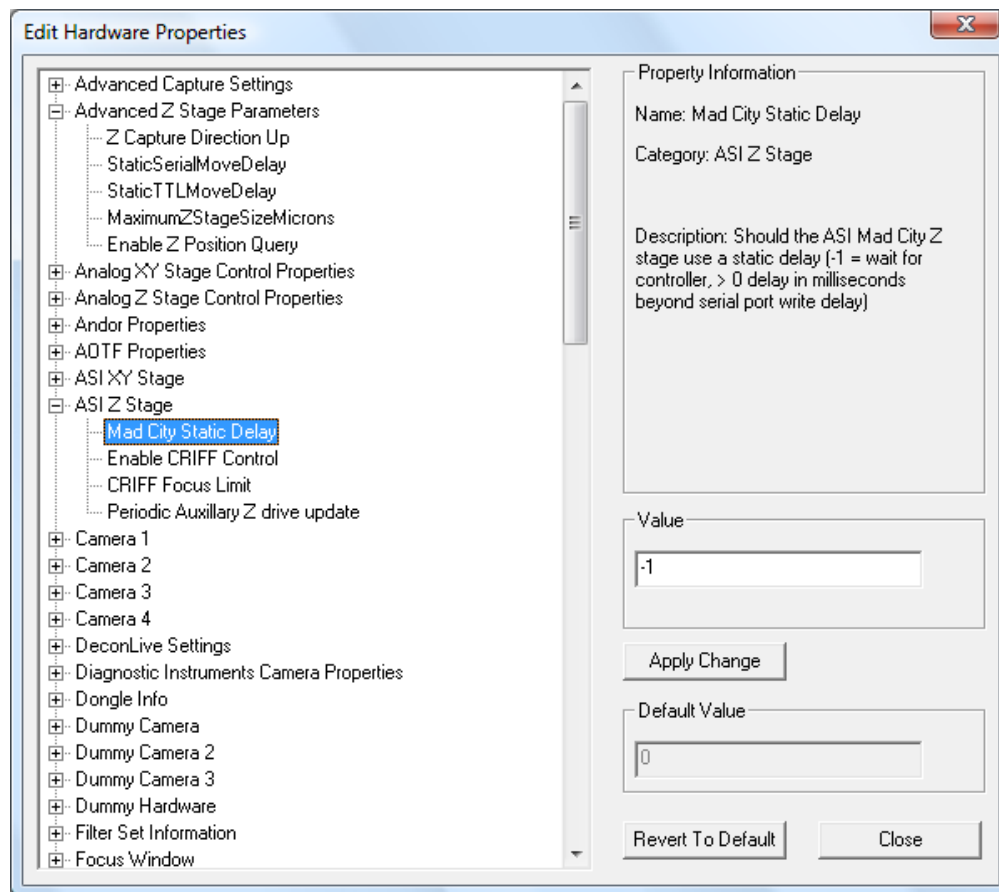 Edit Hardware Properties
Advanced Capture Settings
Advanced Z Stage Parameters
Z Capture Direction Up
StaticSerialMoveDelay
StaticTTLMoveDelay
MaximumZStageSizeMicrons
Enable Z Position Query
Analog XY Stage Control Properties
Analog Z Stage Control Properties
Andor Properties
AOTF Properties
ASI XY Stage
ASI Z Stage
Mad City Static Delay
Enable CRIFF Control
CRIFF Focus Limit
Periodic Auxillary Z drive update
Camera 1
Camera 2
Camera 3
Camera 4
DeconLive Settings
Diagnostic Instruments Camera Properties
Dongle Info
Dummy Camera
Dummy Camera 2
Dummy Camera 3
Dummy Hardware
Filter Set Information
Focus Window
Property Information
Name: Mad City Static Delay
Category: ASI Z Stage
Description: Should the ASI Mad City Z
stage use a static delay (-1 = wait for
controller, > 0 delay in milliseconds
beyond serial port write delay)
Value
-1
Apply Change
Default Value
0
Revert To Default
Close